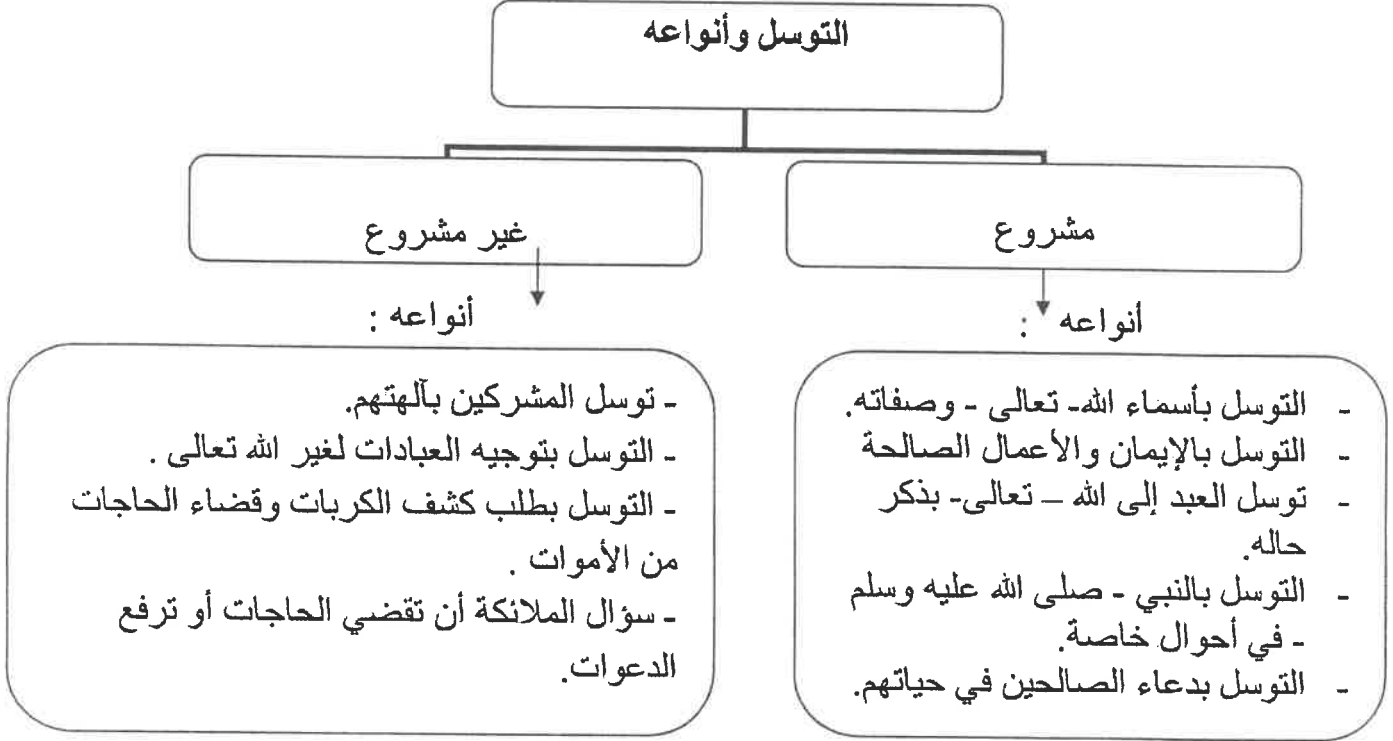 التوسل وأنواعه
مشروع
غير مشروع
أنواعه :
- التوسل بأسماء الله- تعالى - وصفاته.
- التوسل بالإيمان والأعمال الصالحة
- توسل العبد إلى الله – تعالى- بذكر
حاله.
- التوسل بالنبي - صلى الله عليه وسلم
- في أحوال خاصة.
- التوسل بدعاء الصالحين في حياتهم.
أنواعه :
- توسل المشركين بآلهتهم.
- التوسل بتوجيه العبادات لغير الله تعالى .
- التوسل بطلب كشف الكربات وقضاء الحاجات
من الأموات .
- سؤال الملائكة أن تقضي الحاجات أو ترفع
الدعوات.